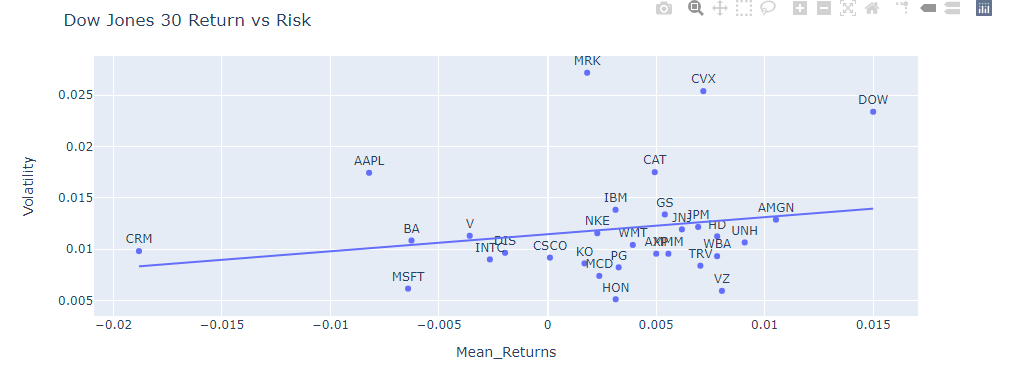 Dow Jones 30 Return vs Risk
MRK
CVX
0.025
DOW
0.02
AAPL
CAT
0.015
IBM
GS
AMGN
JPM
JNJ
NKE
HD
BA
V
WMT
UNH
CRM
DIS
AXP
MMM
WBA
0.01
INTC
CSCO
KO
PG
TRV
MCD
MSFT
VZ
HON
0.005
−0.02
−0.015
−0.01
−0.005
0
0.005
0.01
0.015
Volatility
Mean_Returns